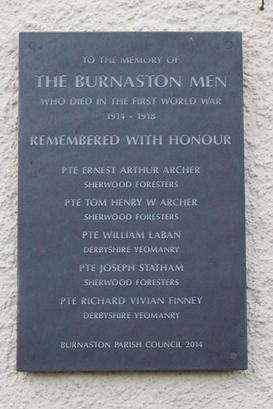 TO THE MEMORY OF
THE BURNASTON MEN
WHO DIED IN THE FIRST WORLD WAR
1914 - 1918
REMEMBERED WITH HONOUR
PTE ERNEST ARTHUR ARCHER
SHERWOOD FORESTERS
PTE TOM HENRY W ARCHER
SHERWOOD FORESTERS
PTE WILLIAM LABAN
DERBYSHIRE YEOMANRY
PTE JOSEPH STATHAM
SHERWOOD FORESTERS
PTE RICHARD VIVIAN FINNEY
DERBYSHIRE YEOMANRY
BURNASTON PARISH COUNCIL 2014